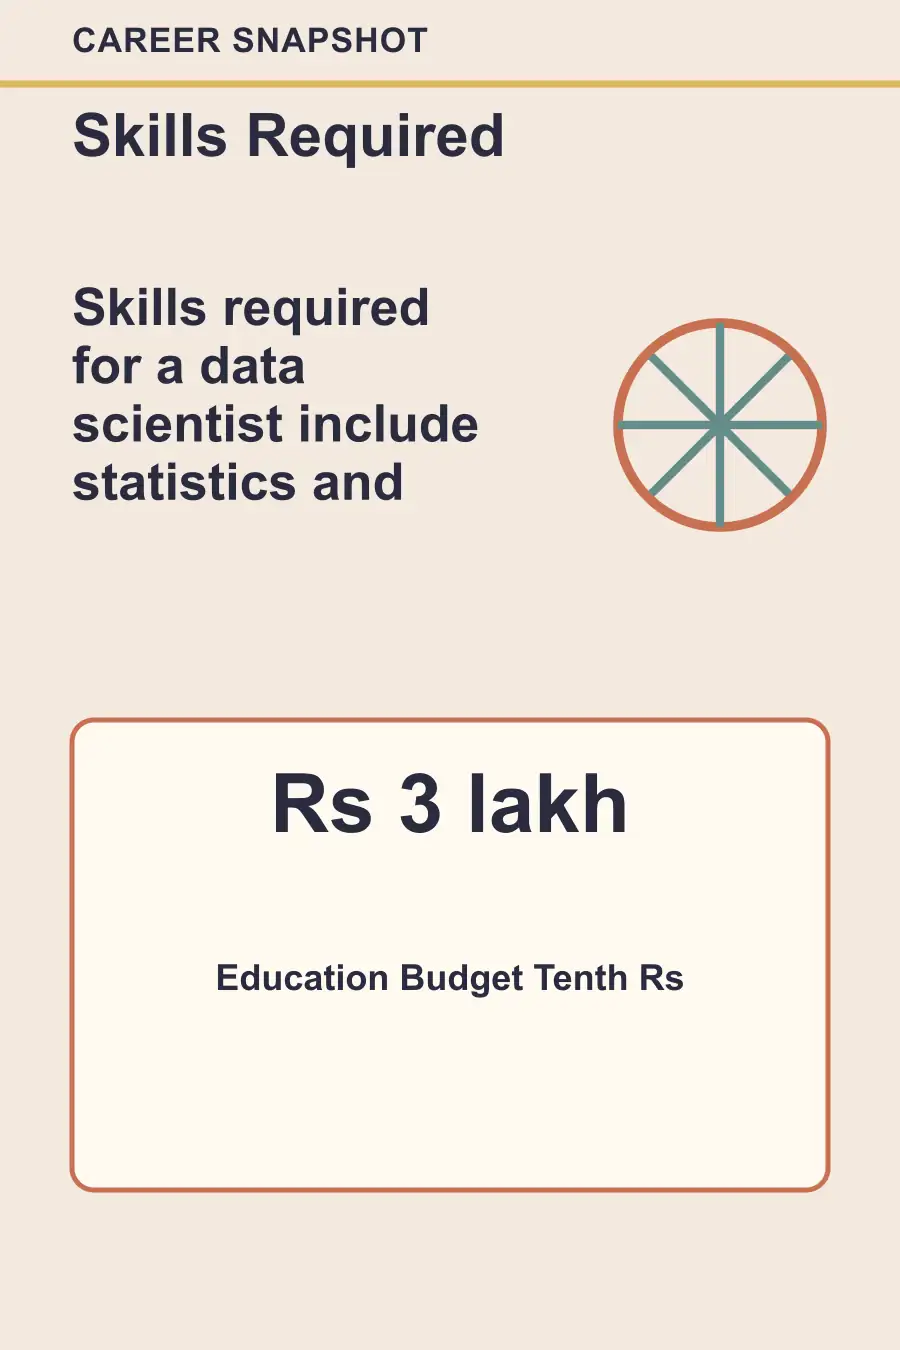 CAREER SNAPSHOT
Skills Required
Skills required
for a data
scientist include
statistics and
Rs 3 lakh
Education Budget Tenth Rs